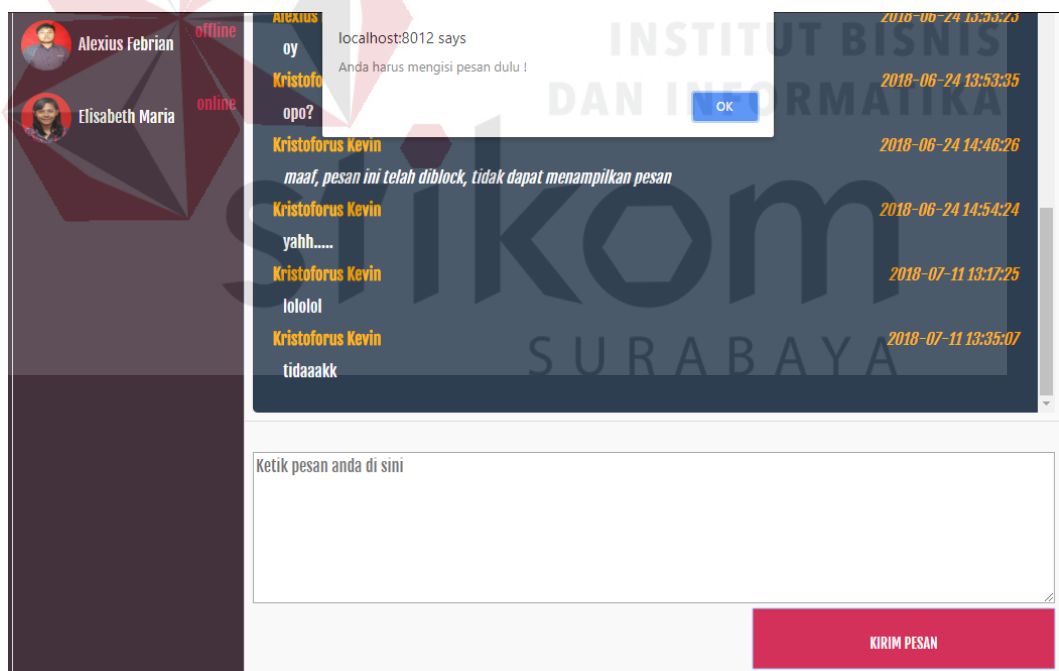 Alexius Febrian
offline
Elisabeth Maria
online
localhost:8012 says
Anda harus mengisi pesan dulu !
OK
Alexius
2018-06-24 13:53:23
oy
Kristofo
2018-06-24 13:53:35
opo?
Kristoforus Kevin
2018-06-24 14:46:26
maaf, pesan ini telah diblock, tidak dapat menampilkan pesan
Kristoforus Kevin
2018-06-24 14:54:24
yahh.....
Kristoforus Kevin
2018-07-11 13:17:25
lololol
Kristoforus Kevin
2018-07-11 13:35:07
tidaaakk
Ketik pesan anda di sini
KIRIM PESAN
INSTITUT BISNIS
DAN INFORMATIKA
stikom
SURABAYA